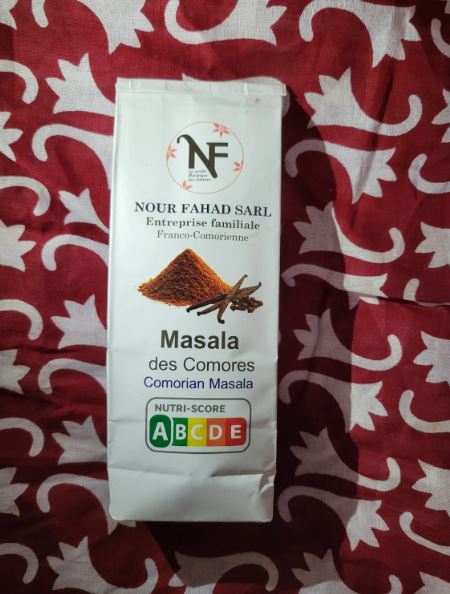 NF
NOUR FAHAD SARL
Entreprise familiale
Franco-Comorienne
Masala
des Comores
Comorian Masala
NUTRI-SCORE
A B C D E